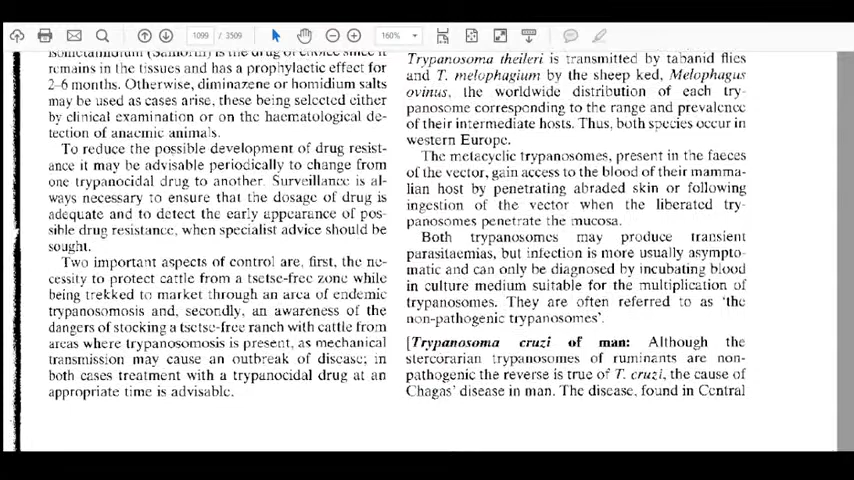 1099 / 3509
160%
isometamidium (Samorin) is the drug of choice since it
remains in the tissues and has a prophylactic effect for
2–6 months. Otherwise, diminazene or homidium salts
may be used as cases arise, these being selected either
by clinical examination or on the haematological de-
tection of anaemic animals.
To reduce the possible development of drug resist-
ance it may be advisable periodically to change from
one trypanocidal drug to another. Surveillance is al-
ways necessary to ensure that the dosage of drug is
adequate and to detect the early appearance of pos-
sible drug resistance, when specialist advice should be
sought.
Two important aspects of control are, first, the ne-
cessity to protect cattle from a tsetse-free zone while
being trekked to market through an area of endemic
trypanosomosis and, secondly, an awareness of the
dangers of stocking a tsetse-free ranch with cattle from
areas where trypanosomosis is present, as mechanical
transmission may cause an outbreak of disease; in
both cases treatment with a trypanocidal drug at an
appropriate time is advisable.
Trypanosoma theileri is transmitted by tabanid flies
and T. melophagium by the sheep ked, Melophagus
ovinus, the worldwide distribution of each try-
panosome corresponding to the range and prevalence
of their intermediate hosts. Thus, both species occur in
western Europe.
The metacyclic trypanosomes, present in the faeces
of the vector, gain access to the blood of their mamma-
lian host by penetrating abraded skin or following
ingestion of the vector when the liberated try-
panosomes penetrate the mucosa.
Both trypanosomes may produce transient
parasitaemias, but infection is more usually asympto-
matic and can only be diagnosed by incubating blood
in culture medium suitable for the multiplication of
trypanosomes. They are often referred to as 'the
non-pathogenic trypanosomes'.
[Trypanosoma cruzi of man: Although the
stercorarian trypanosomes of ruminants are non-
pathogenic the reverse is true of T. cruzi, the cause of
Chagas' disease in man. The disease, found in Central